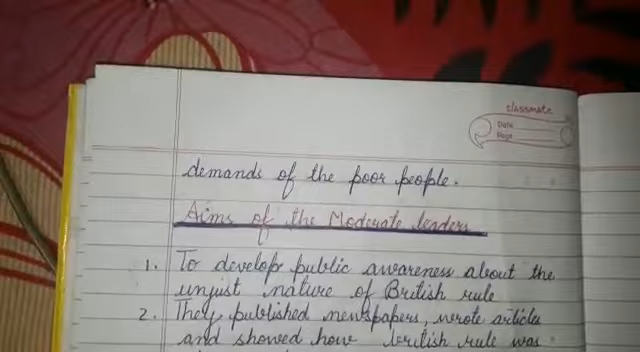 classmate
Date
Page
demands of the poor people.
Aims of the Moderate leaders
1. To develop public awareness about the
unjust nature of British rule
2. They published newspapers, wrote articles
and showed how british rule was